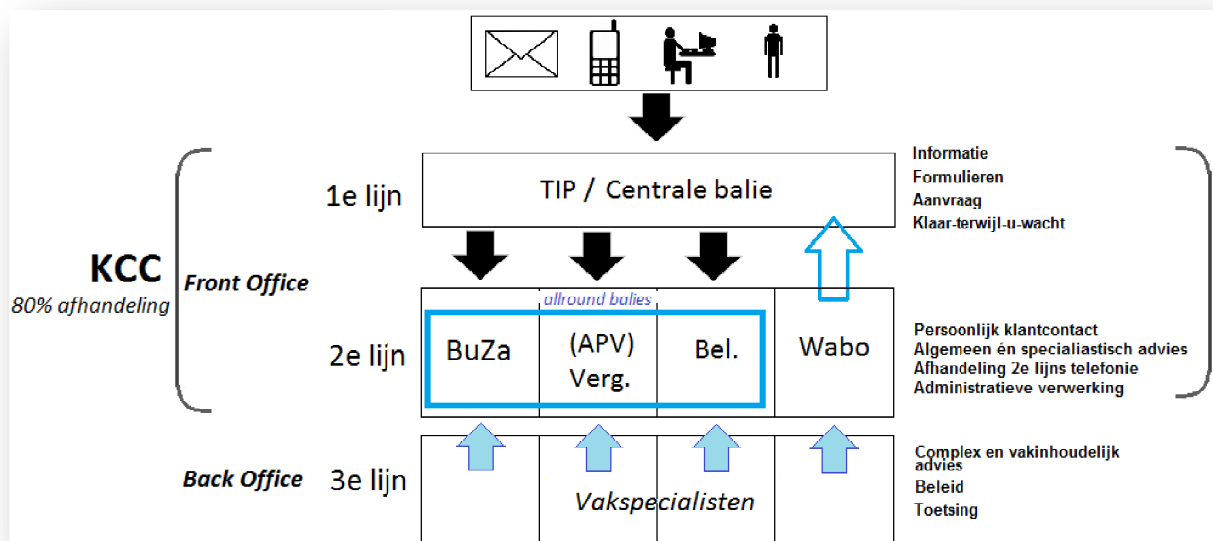 1e lijn
TIP / Centrale balie
Informatie
Formulieren
Aanvraag
Klaar-terwijl-u-wacht
KCC
80% afhandeling
Front Office
allround balies
2e lijn
BuZa
(APV)
Verg.
Bel.
Wabo
Persoonlijk klantcontact
Algemeen én specialiastisch advies
Afhandeling 2e lijns telefonie
Administratieve verwerking
Back Office
3e lijn
Vakspecialisten
Complex en vakinhoudelijk
advies
Beleid
Toetsing